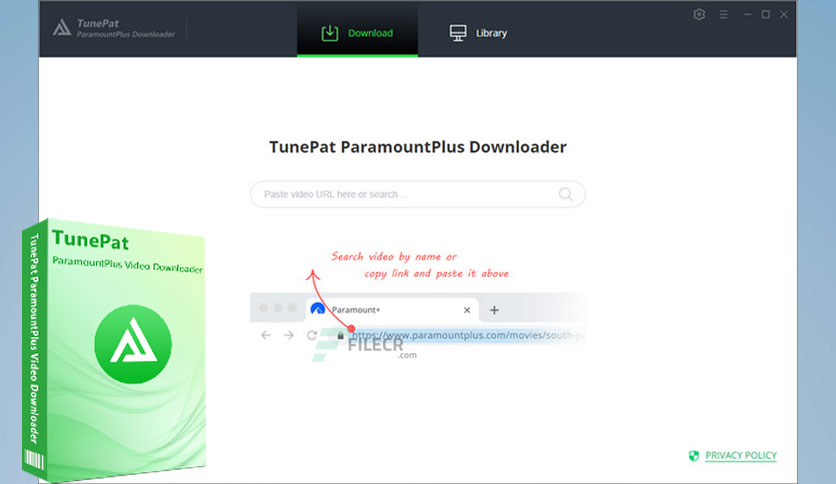 TunePat
ParamountPlus Downloader
Download
Library
TunePat ParamountPlus Downloader
Paste video URL here or search ...
Search video by name or
copy link and paste it above
Paramount+
https://www.paramountplus.com/movies/south-pa
FILECR
.com
TunePat
ParamountPlus Video Downloader
TunePat ParamountPlus Video Downloader
PRIVACY POLICY